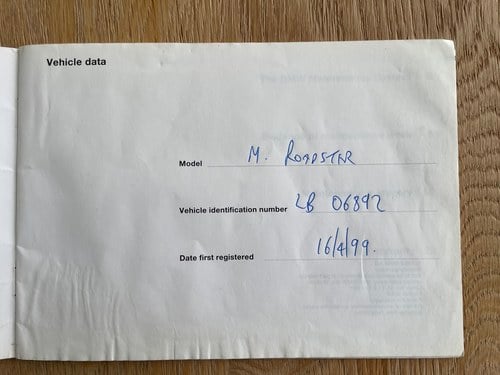 Vehicle data
Model M. ROADSTER
Vehicle identification number LB 06892
Date first registered 16/4/99.